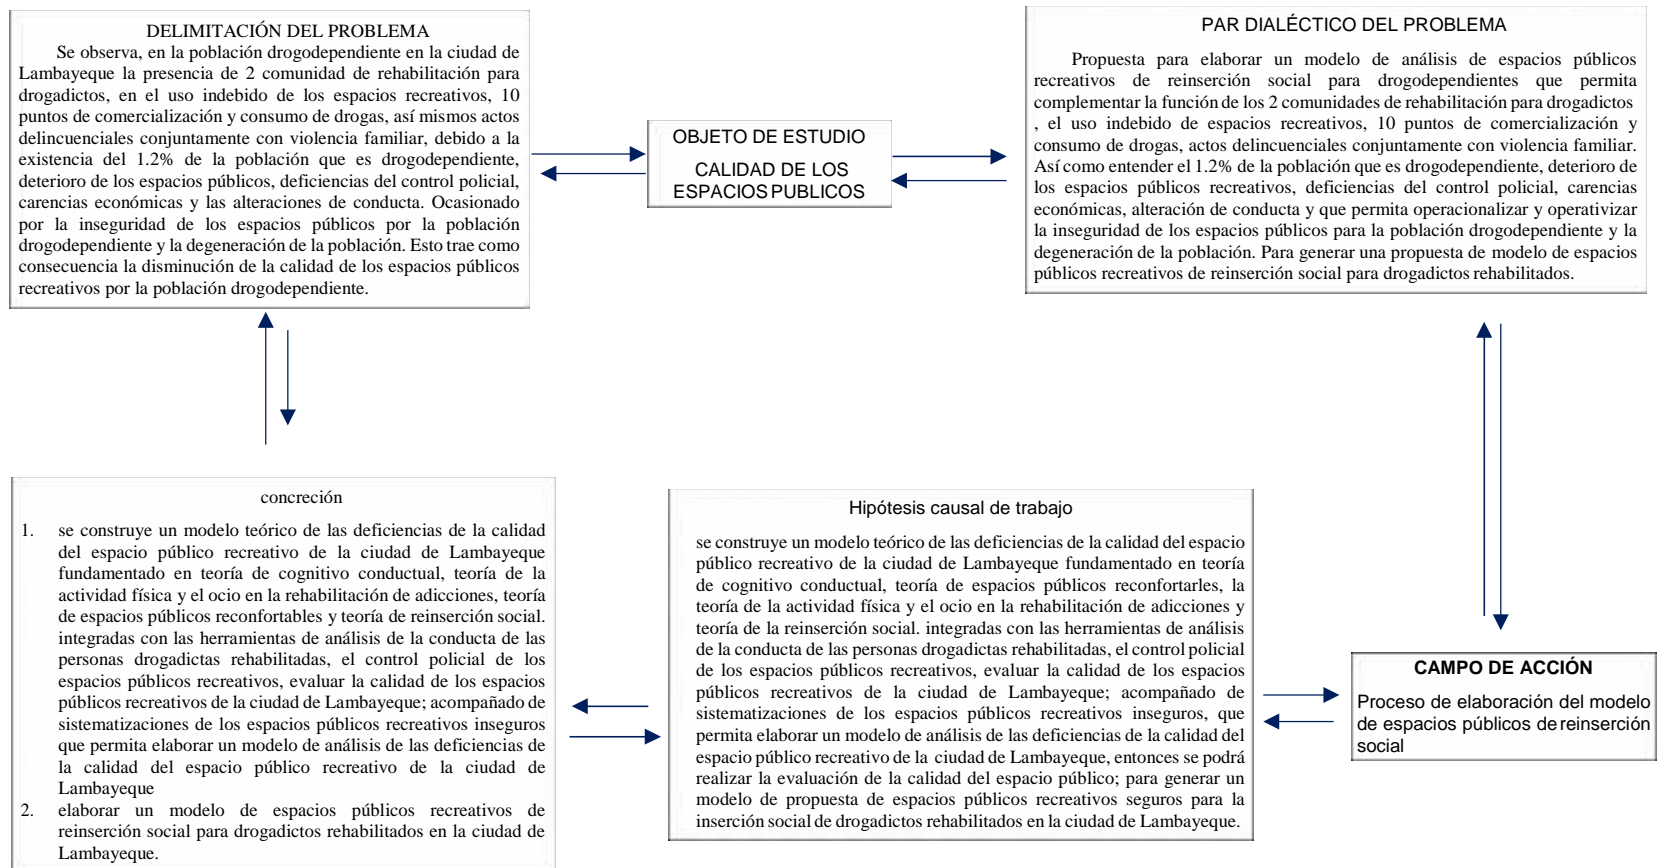 DELIMITACIÓN DEL PROBLEMA
Se observa, en la población drogodependiente en la ciudad de
Lambayeque la presencia de 2 comunidad de rehabilitación para
drogadictos, en el uso indebido de los espacios recreativos, 10
puntos de comercialización y consumo de drogas, así mismos actos
delincuenciales conjuntamente con violencia familiar, debido a la
existencia del 1.2% de la población que es drogodependiente,
deterioro de los espacios públicos, deficiencias del control policial,
carencias económicas y las alteraciones de conducta. Ocasionado
por la inseguridad de los espacios públicos por la población
drogodependiente y la degeneración de la población. Esto trae como
consecuencia la disminución de la calidad de los espacios públicos
recreativos por la población drogodependiente.
OBJETO DE ESTUDIO
CALIDAD DE LOS
ESPACIOS PUBLICOS
PAR DIALÉCTICO DEL PROBLEMA
Propuesta para elaborar un modelo de análisis de espacios públicos
recreativos de reinserción social para drogodependientes que permita
complementar la función de los 2 comunidades de rehabilitación para drogadictos
, el uso indebido de espacios recreativos, 10 puntos de comercialización y
consumo de drogas, actos delincuenciales conjuntamente con violencia familiar.
Así como entender el 1.2% de la población que es drogodependiente, deterioro de
los espacios públicos recreativos, deficiencias del control policial, carencias
económicas, alteración de conducta y que permita operacionalizar y operativizar
la inseguridad de los espacios públicos para la población drogodependiente y la
degeneración de la población. Para generar una propuesta de modelo de espacios
públicos recreativos de reinserción social para drogadictos rehabilitados.
concreción
1. se construye un modelo teórico de las deficiencias de la calidad
del espacio público recreativo de la ciudad de Lambayeque
fundamentado en teoría de cognitivo conductual, teoría de la
actividad física y el ocio en la rehabilitación de adicciones, teoría
de espacios públicos reconfortables y teoría de reinserción social.
integradas con las herramientas de análisis de la conducta de las
personas drogadictas rehabilitadas, el control policial de los
espacios públicos recreativos, evaluar la calidad de los espacios
públicos recreativos de la ciudad de Lambayeque; acompañado de
sistematizaciones de los espacios públicos recreativos inseguros
que permita elaborar un modelo de análisis de las deficiencias de
la calidad del espacio público recreativo de la ciudad de
Lambayeque
2. elaborar un modelo de espacios públicos recreativos de
reinserción social para drogadictos rehabilitados en la ciudad de
Lambayeque.
Hipótesis causal de trabajo
se construye un modelo teórico de las deficiencias de la calidad del espacio
público recreativo de la ciudad de Lambayeque fundamentado en teoría
de cognitivo conductual, teoría de espacios públicos reconfortarles, la
teoría de la actividad física y el ocio en la rehabilitación de adicciones y
teoría de la reinserción social. integradas con las herramientas de análisis
de la conducta de las personas drogadictas rehabilitadas, el control policial
de los espacios públicos recreativos, evaluar la calidad de los espacios
públicos recreativos de la ciudad de Lambayeque; acompañado de
sistematizaciones de los espacios públicos recreativos inseguros, que
permita elaborar un modelo de análisis de las deficiencias de la calidad del
espacio público recreativo de la ciudad de Lambayeque, entonces se podrá
realizar la evaluación de la calidad del espacio público; para generar un
modelo de propuesta de espacios públicos recreativos seguros para la
inserción social de drogadictos rehabilitados en la ciudad de Lambayeque.
CAMPO DE ACCIÓN
Proceso de elaboración del modelo
de espacios públicos de reinserción
social